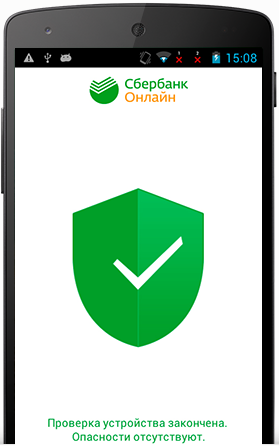 15:08
Сбербанк
Онлайн
Проверка устройства закончена.
Опасности отсутствуют.